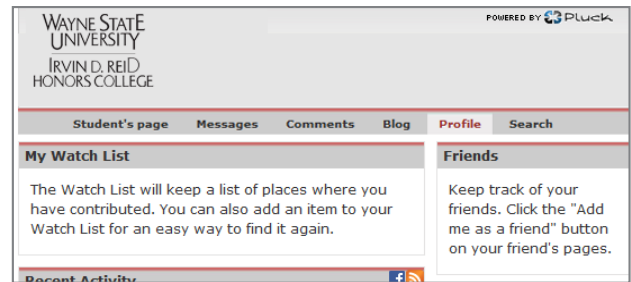 WAYNE STATE
UNIVERSITY
IRVIN D. REID
HONORS COLLEGE
POWERED BY Pluck
Student's page Messages Comments Blog Profile Search
My Watch List
The Watch List will keep a list of places where you
have contributed. You can also add an item to your
Watch List for an easy way to find it again.
Friends
Keep track of your
friends. Click the "Add
me as a friend" button
on your friend's pages.
Recent Activity